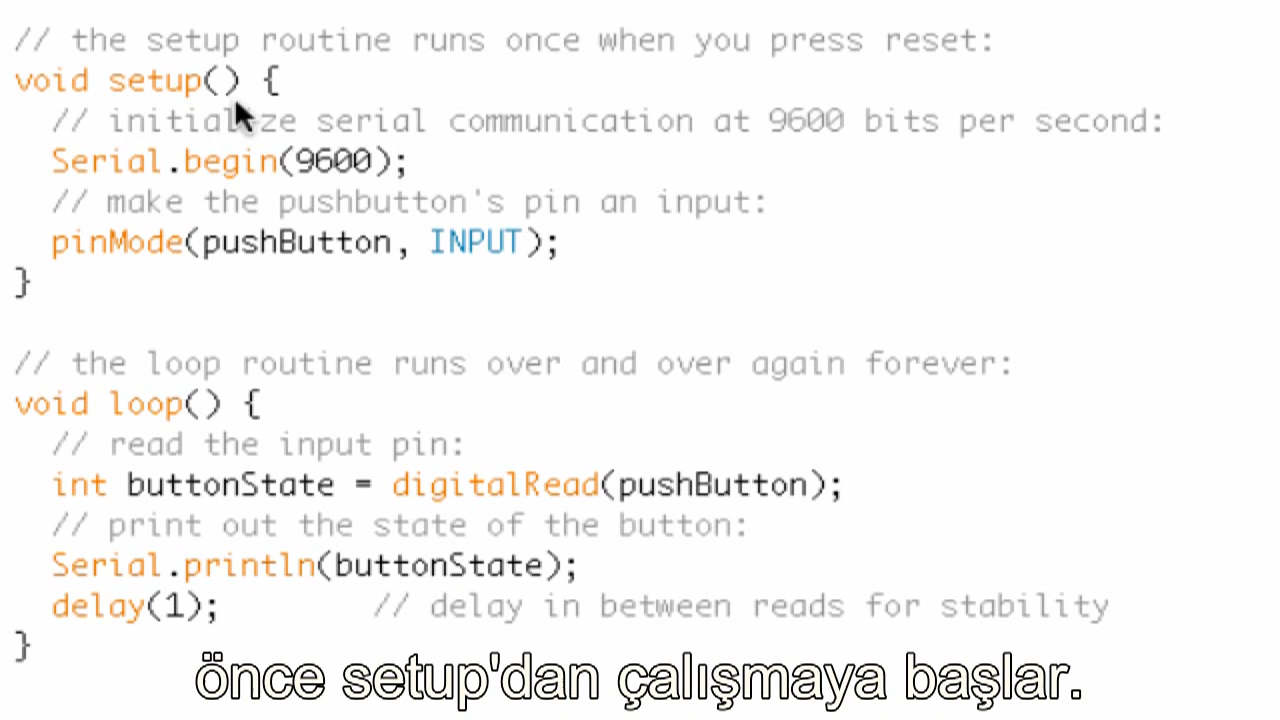 // the setup routine runs once when you press reset:
void setup() {
  // initialize serial communication at 9600 bits per second:
  Serial.begin(9600);
  // make the pushbutton's pin an input:
  pinMode(pushButton, INPUT);
}

// the loop routine runs over and over again forever:
void loop() {
  // read the input pin:
  int buttonState = digitalRead(pushButton);
  // print out the state of the button:
  Serial.println(buttonState);
  delay(1);        // delay in between reads for stability
}
önce setup'dan çalışmaya başlar.